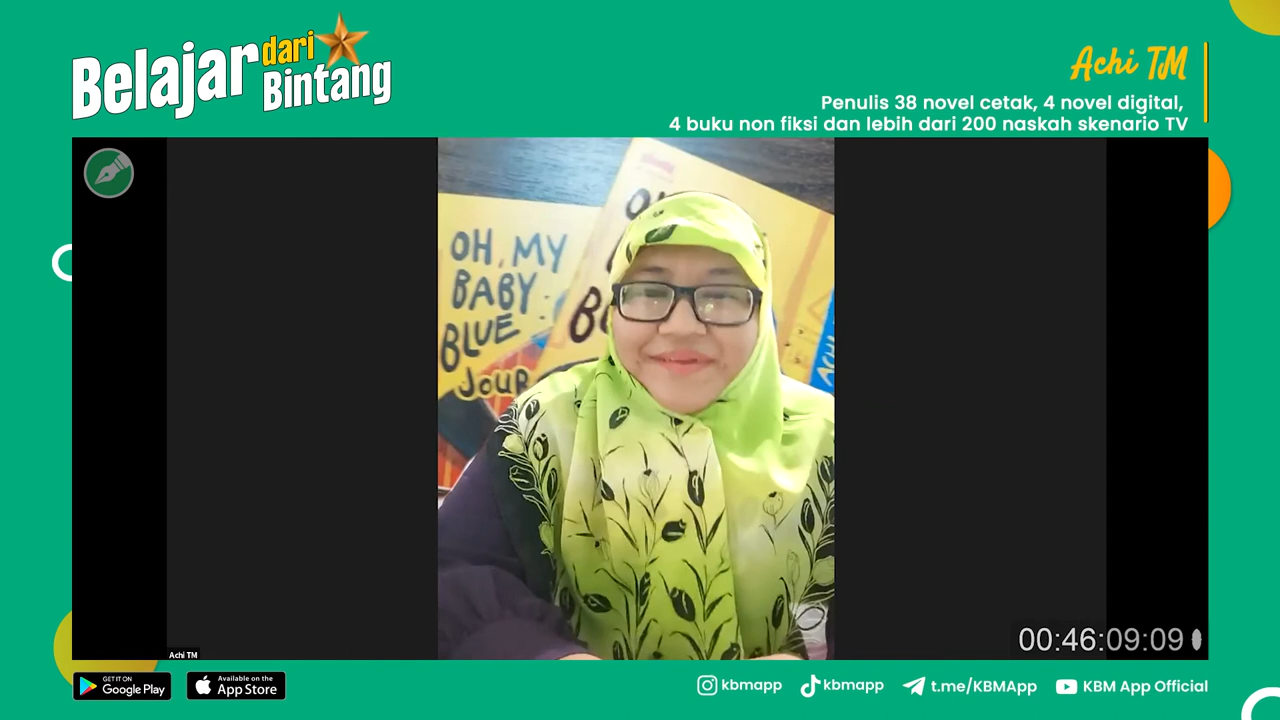 Belajar dari
Bintang
Achi TM
Penulis 38 novel cetak, 4 novel digital,
4 buku non fiksi dan lebih dari 200 naskah skenario TV
OH, MY
BABY
BLUE
JOUR
ACHI
Achi TM
00:46:09:09
GET IT ON
Google Play
Available on the
App Store
kbmapp
kbmapp
t.me/KBMApp
KBM App Official